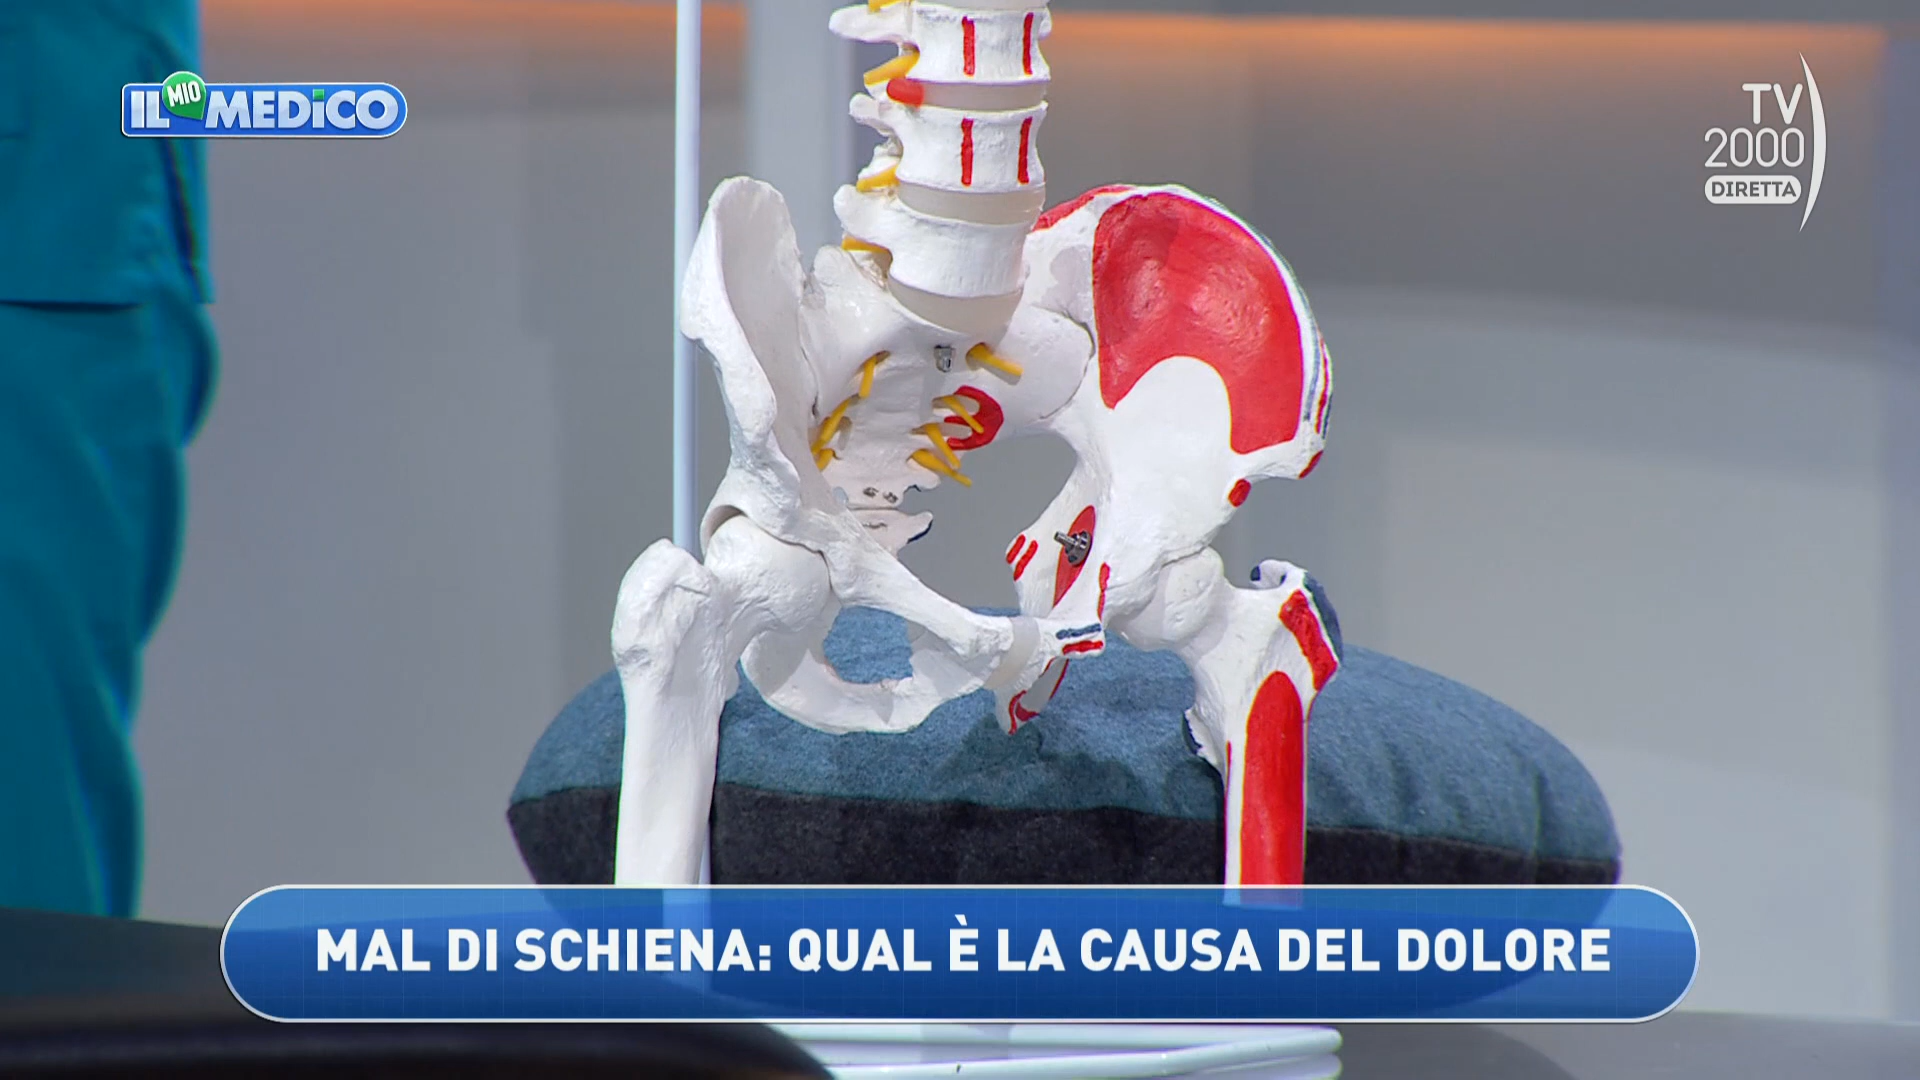 IL MIO MEDiCO
TV
2000
DIRETTA
MAL DI SCHIENA: QUAL È LA CAUSA DEL DOLORE